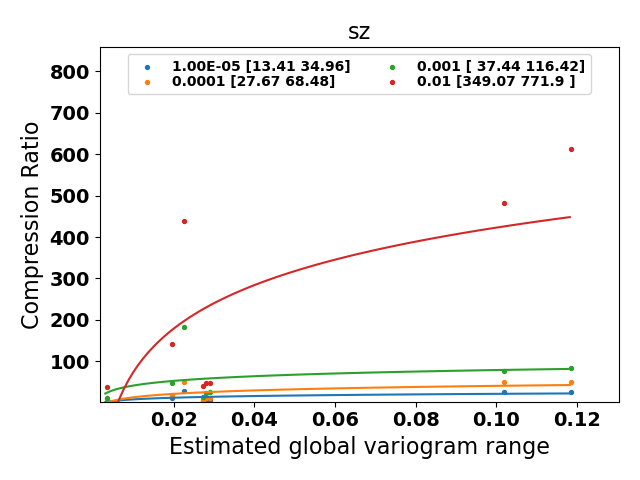 sz
1.00E-05 [13.41 34.96]
0.0001 [27.67 68.48]
0.001 [ 37.44 116.42]
0.01 [349.07 771.9 ]
Compression Ratio
800
700
600
500
400
300
200
100
0.02 0.04 0.06 0.08 0.10 0.12
Estimated global variogram range